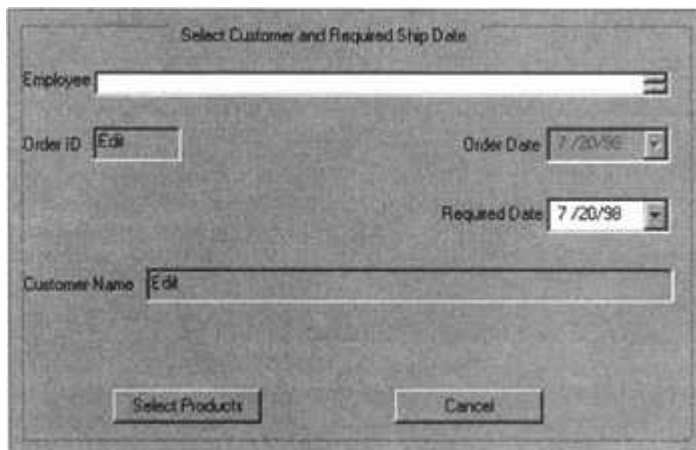 Select Customer and Required Ship Date
Employee
Order ID Edit Order Date 7 /20/98
Required Date 7 /20/98
Customer Name Edit
Select Products Cancel